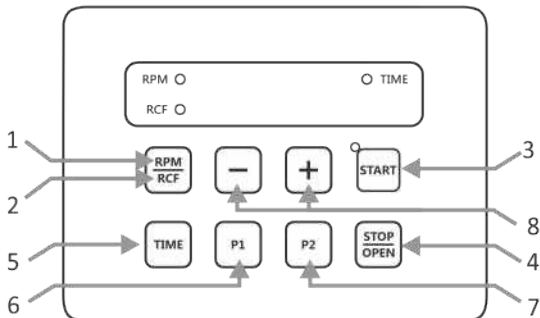 RPM TIME
RCF
1
RPM
RCF
−
+
START
3
2
8
5
TIME
P1
P2
STOP
OPEN
4
6
7